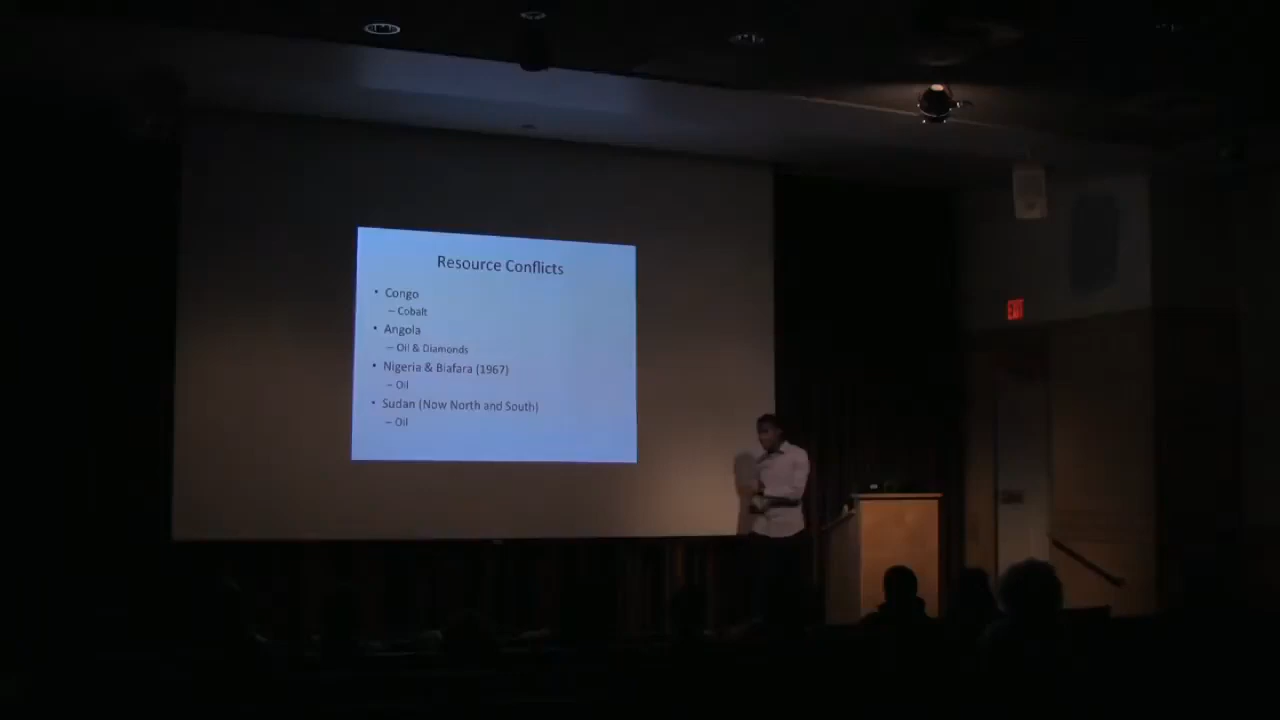 Resource Conflicts
• Congo
– Cobalt
• Angola
– Oil & Diamonds
• Nigeria & Biafara (1967)
– Oil
• Sudan (Now North and South)
– Oil